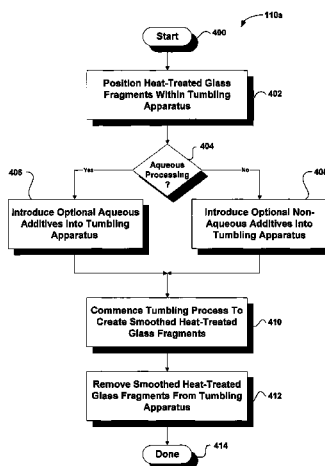 110a
Start
400
Position Heat-Treated Glass
Fragments Within Tumbling
Apparatus
402
404
Aqueous
Processing
?
Yes
No
406
Introduce Optional Aqueous
Additives Into Tumbling
Apparatus
408
Introduce Optional Non-
Aqueous Additives Into
Tumbling Apparatus
Commence Tumbling Process To
Create Smoothed Heat-Treated
Glass Fragments
410
Remove Smoothed Heat-Treated
Glass Fragments From Tumbling
Apparatus
412
Done
414